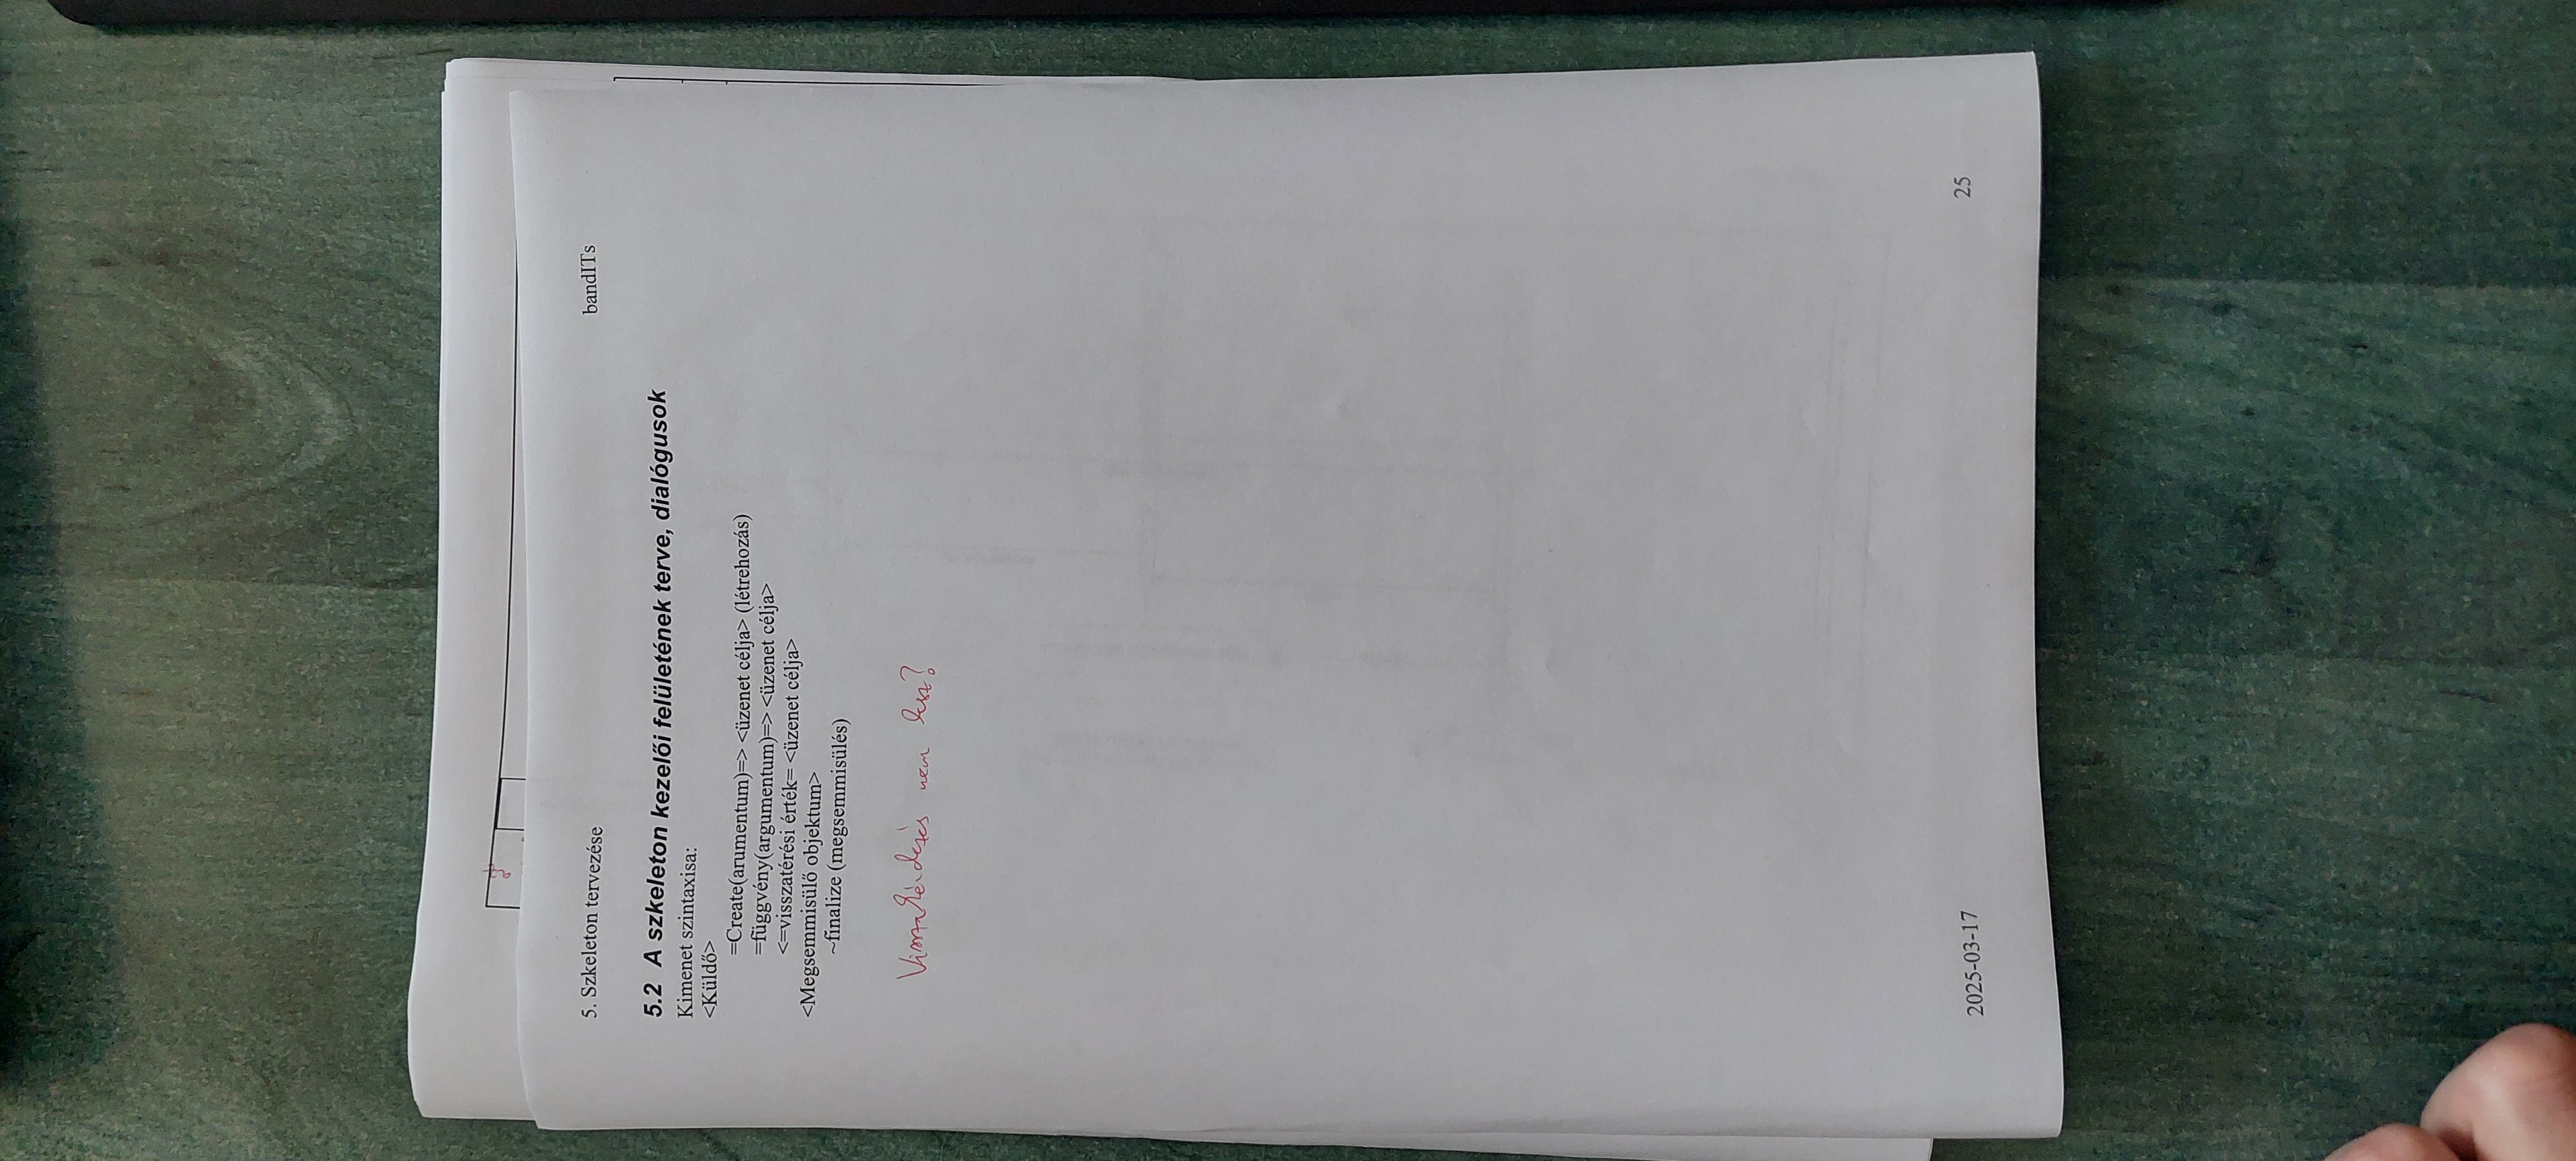 5. Szkeleton tervezése
bandITs
5.2 A szkeleton kezelői felületének terve, dialógusok
Kimenet szintaxisa:
<Küldő>
=Create(arumentum)=> <üzenet célja> (létrehozás)
=függvény(argumentum)=> <üzenet célja>
<=visszatérési érték= <üzenet célja>
<Megsemmisülő objektum>
~finalize (megsemmisülés)
Visszakérdezés nem lesz?
2025-03-17
25